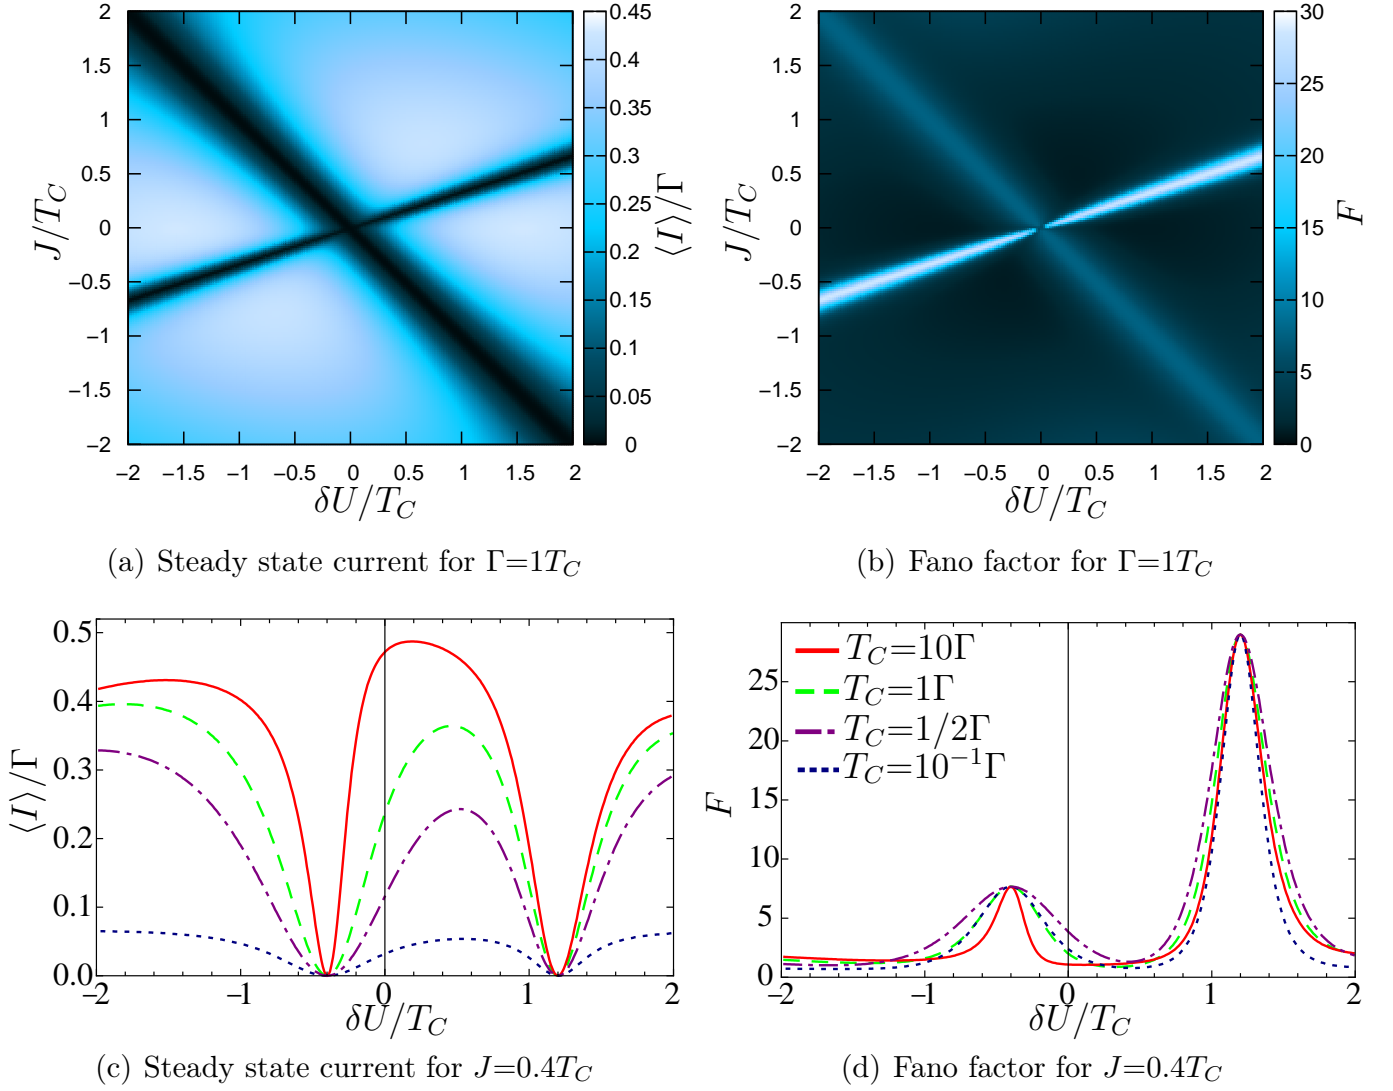 2
1.5
1
0.5
0
−0.5
−1
−1.5
−2
J/T_C
−2 −1.5 −1 −0.5 0 0.5 1 1.5 2
δU/T_C
0.45
0.4
0.35
0.3
0.25
0.2
0.15
0.1
0.05
0
⟨I⟩/Γ
(a) Steady state current for Γ=1T_C
2
1.5
1
0.5
0
−0.5
−1
−1.5
−2
J/T_C
−2 −1.5 −1 −0.5 0 0.5 1 1.5 2
δU/T_C
30
25
20
15
10
5
0
F
(b) Fano factor for Γ=1T_C
0.5
0.4
0.3
0.2
0.1
0.0
⟨I⟩/Γ
−2 −1 0 1 2
δU/T_C
(c) Steady state current for J=0.4T_C
25
20
15
10
5
0
F
T_C=10Γ
T_C=1Γ
T_C=1/2Γ
T_C=10⁻¹Γ
−2 −1 0 1 2
δU/T_C
(d) Fano factor for J=0.4T_C